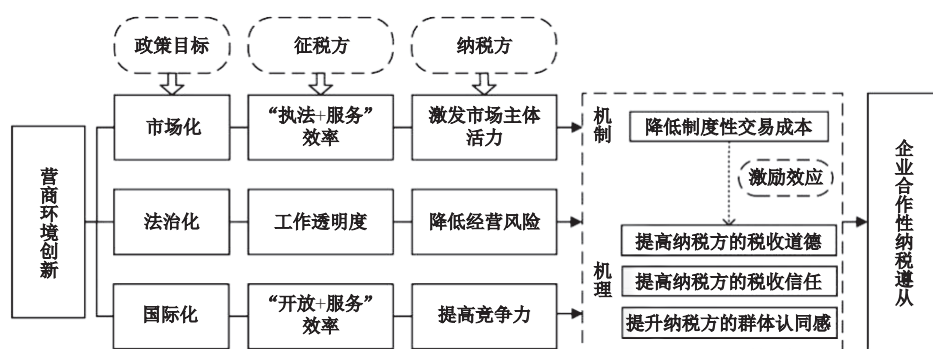 政策目标
征税方
纳税方
营商环境创新
市场化
“执法+服务”
效率
激发市场主体
活力
法治化
工作透明度
降低经营风险
国际化
“开放+服务”
效率
提高竞争力
机制
降低制度性交易成本
激励效应
机理
提高纳税方的税收道德
提高纳税方的税收信任
提升纳税方的群体认同感
企业合作性纳税遵从